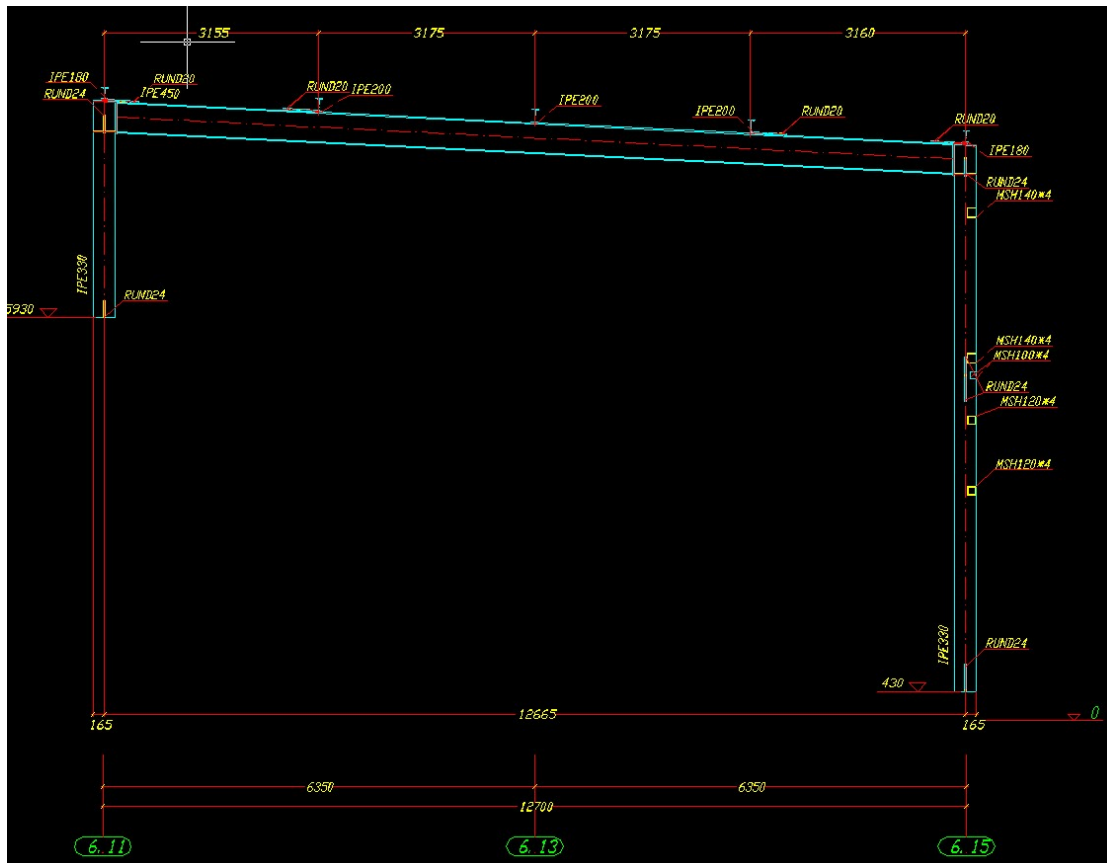 3155 3175 3175 3160
IPE180 RUND20
RUND24 IPE450
RUND20 IPE200
IPE200
IPE200 RUND20
RUND20
IPE180
RUND24
MSH140*4
IPE330
RUND24
5930
MSH140*4
MSH100*4
RUND24
MSH120*4
MSH120*4
IPE330
RUND24
430
165 12665 165
0
6350 6350
12700
6..11 6..13 6..15